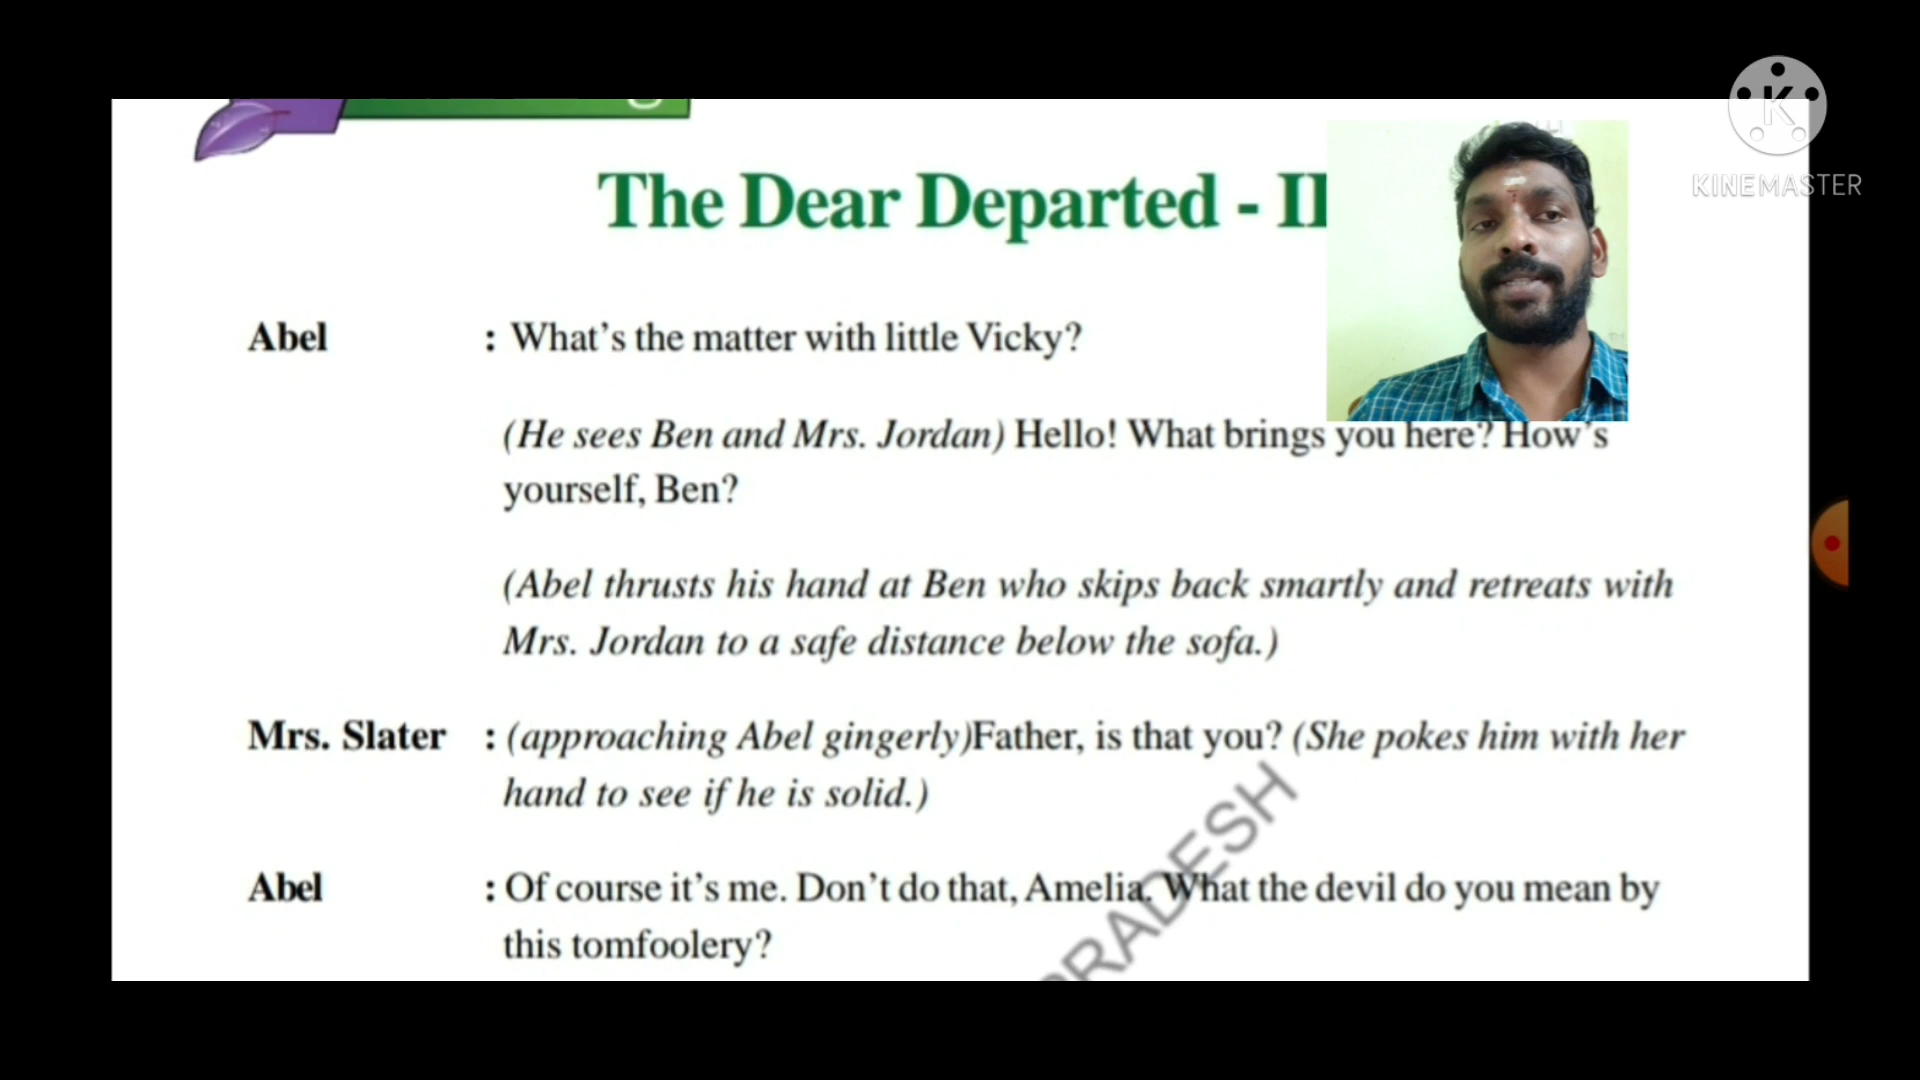 The Dear Departed - II
KINEMASTER
Abel : What's the matter with little Vicky?
(He sees Ben and Mrs. Jordan) Hello! What brings you here? How's
yourself, Ben?
(Abel thrusts his hand at Ben who skips back smartly and retreats with
Mrs. Jordan to a safe distance below the sofa.)
Mrs. Slater : (approaching Abel gingerly)Father, is that you? (She pokes him with her
hand to see if he is solid.)
Abel : Of course it's me. Don't do that, Amelia. What the devil do you mean by
this tomfoolery?
PRADESH